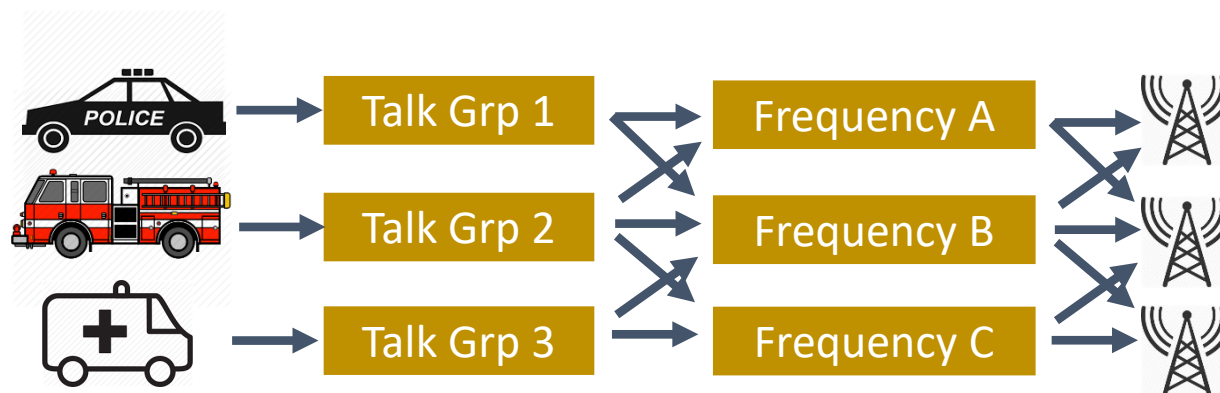 POLICE
Talk Grp 1
Frequency A
Talk Grp 2
Frequency B
Talk Grp 3
Frequency C